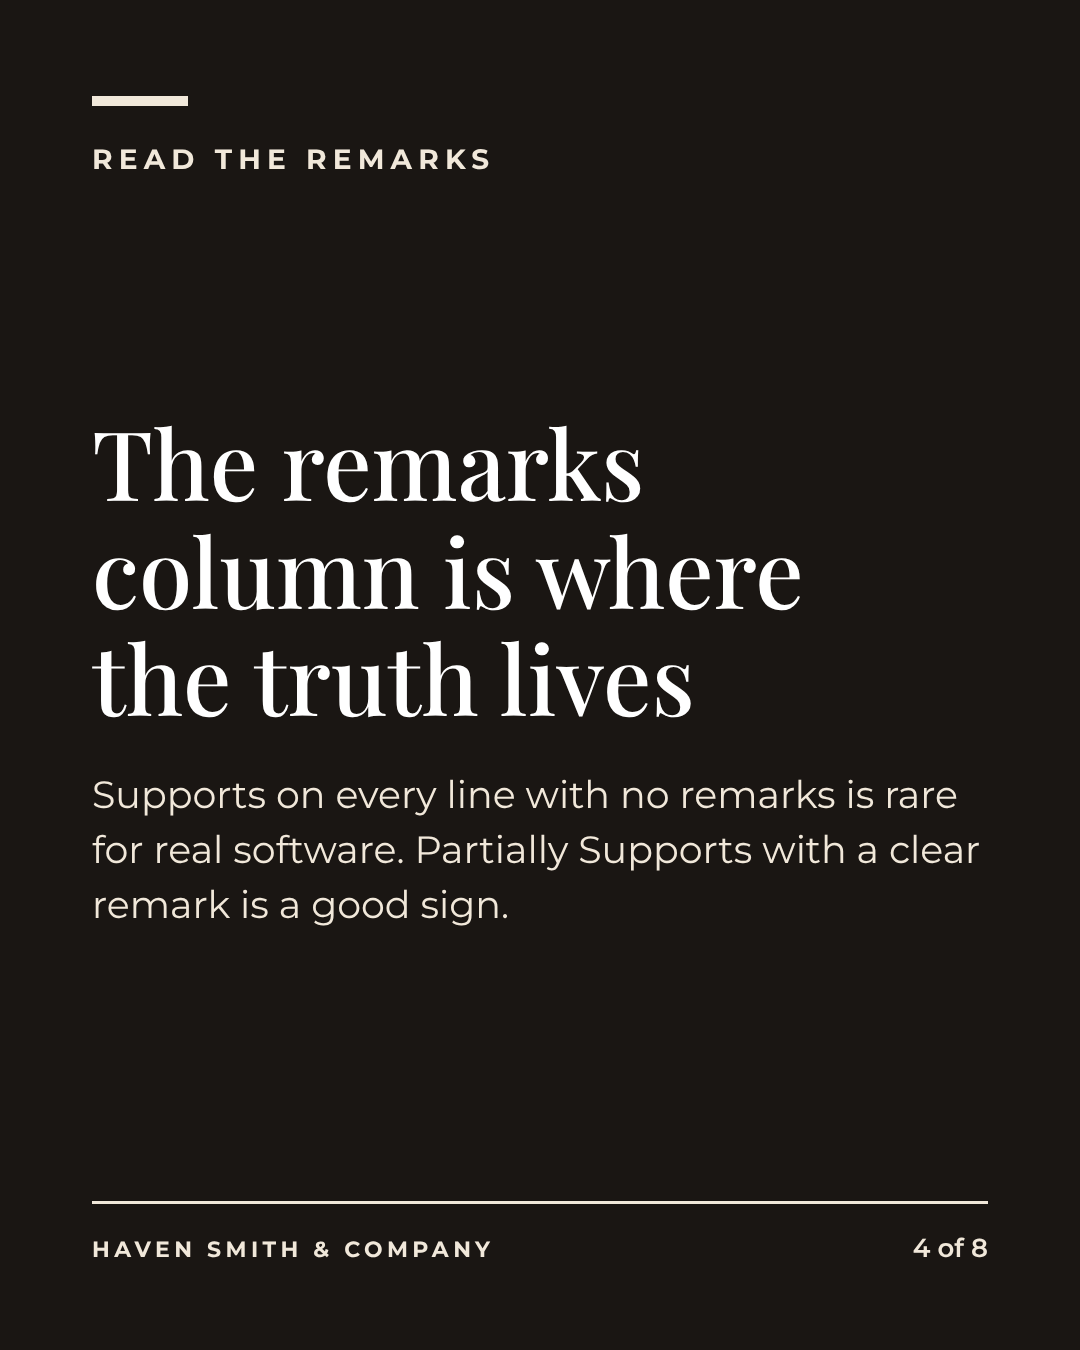 READ THE REMARKS
The remarks
column is where
the truth lives
Supports on every line with no remarks is rare
for real software. Partially Supports with a clear
remark is a good sign.
HAVEN SMITH & COMPANY
4 of 8